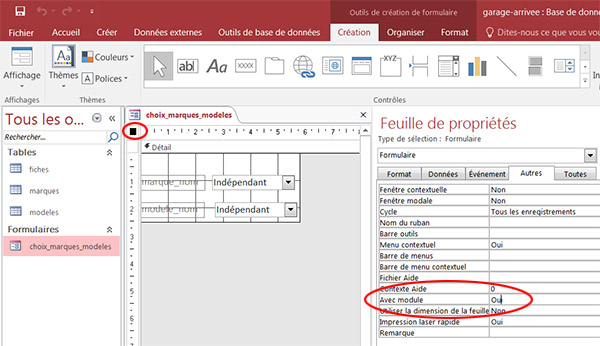 Outils de création de formulaire
garage-arrivee : Base de donn
Fichier Accueil Créer Données externes Outils de base de données Création Organiser Format Dites-nous ce que vous
Affichage
Thèmes
Couleurs
Polices
Aa
ab
Aa
XXXX
XYZ
Affichages Thèmes Contrôles
Tous les o...
Rechercher...
Tables
fiches
marques
modeles
Formulaires
choix_marques_modeles
choix_marques_modeles
Détail
marque_nom Indépendant
modele_nom Indépendant
Feuille de propriétés
Type de sélection : Formulaire
Formulaire
Format Données Événement Autres Toutes
Fenêtre contextuelle Non
Fenêtre modale Non
Cycle Tous les enregistrements
Nom du ruban
Barre outils
Menu contextuel Oui
Barre de menus
Barre de menu contextuel
Fichier Aide
Contexte Aide 0
Avec module Oui
Utiliser la dimension de la feuille Non
Impression laser rapide Oui
Remarque